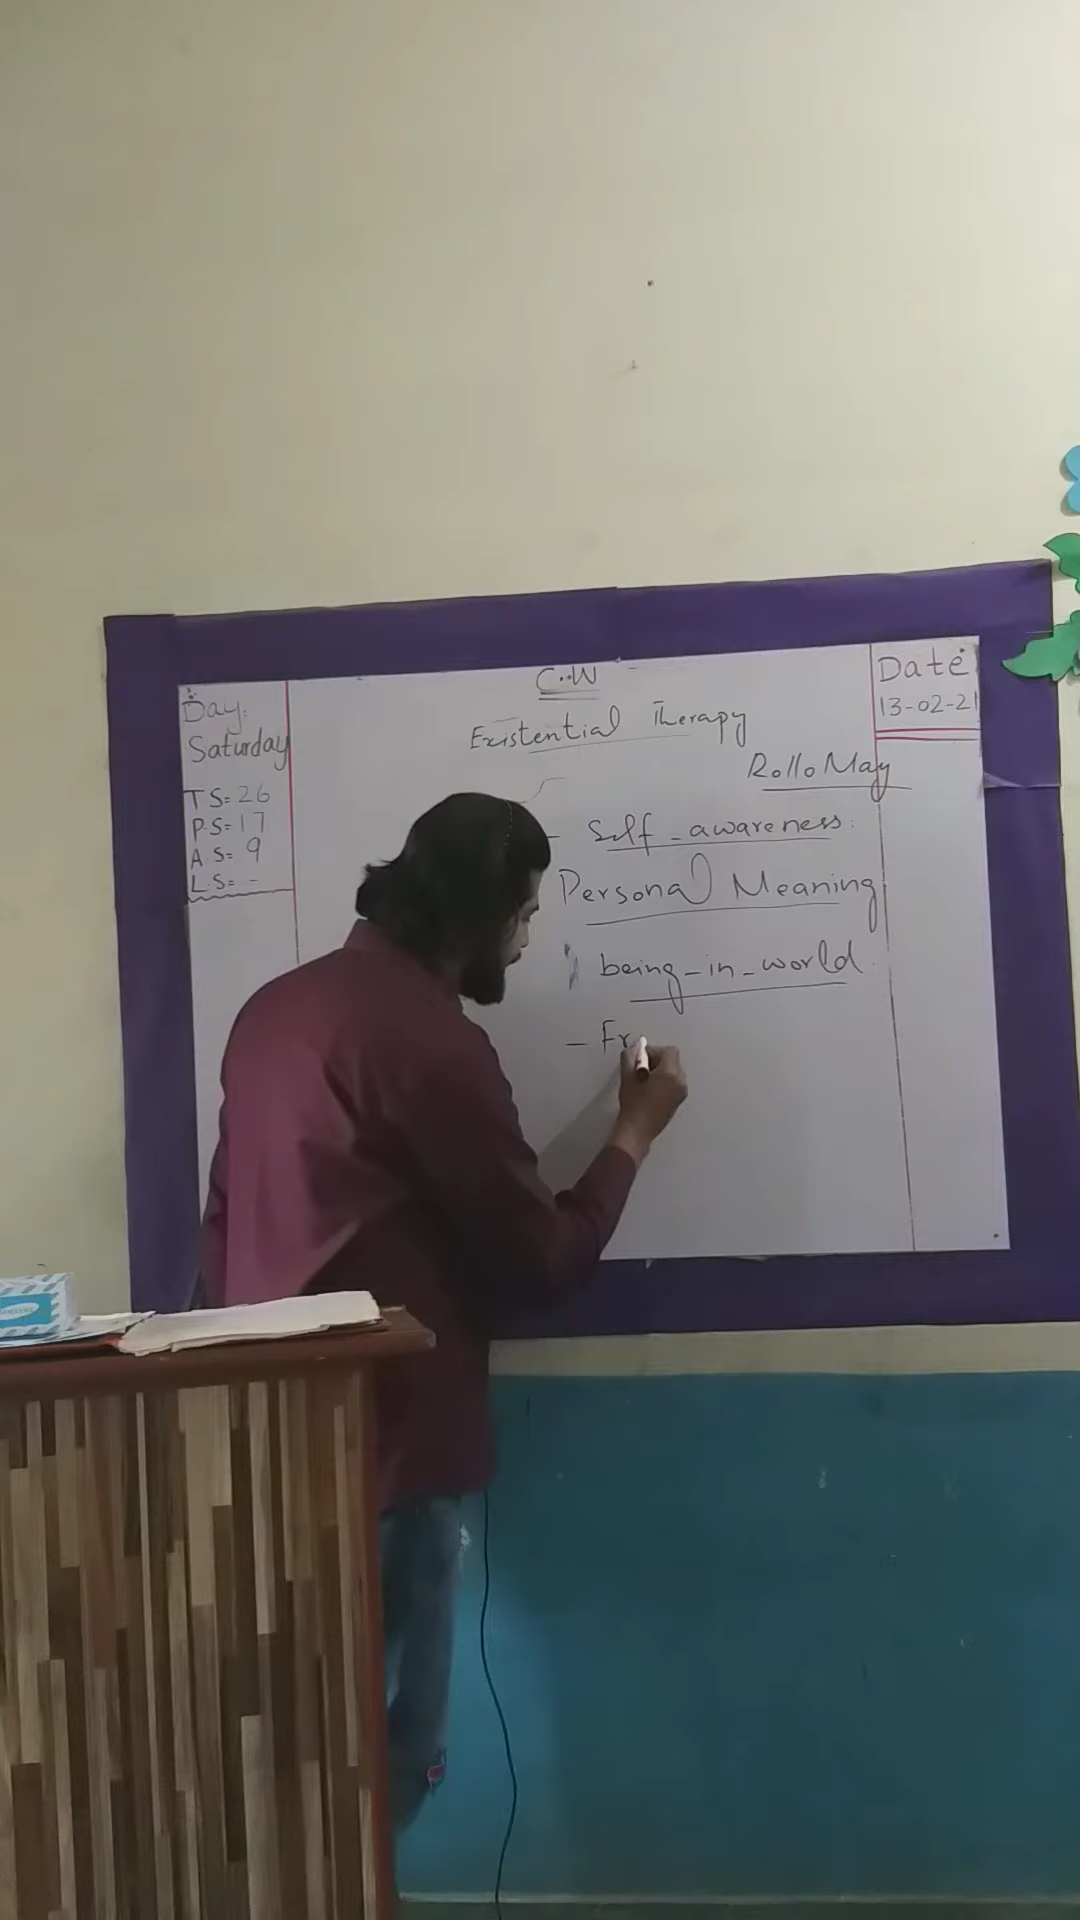 C.W
Day:
Saturday
T S= 26
P.S= 17
A.S= 9
L.S= -
Existential Therapy
Rollo May
- Self-awareness.
Personal Meaning
being-in-world
- Fr
Date
13-02-21